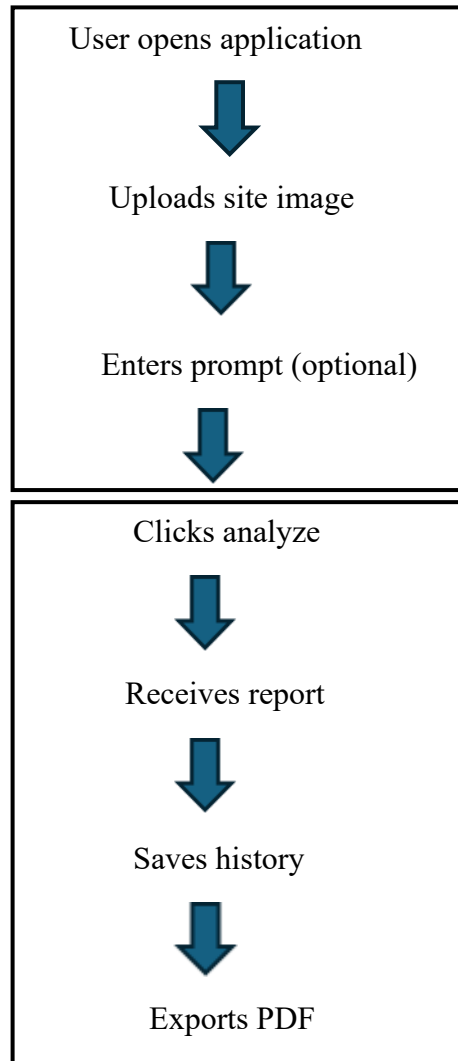 User opens application
Uploads site image
Enters prompt (optional)
Clicks analyze
Receives report
Saves history
Exports PDF